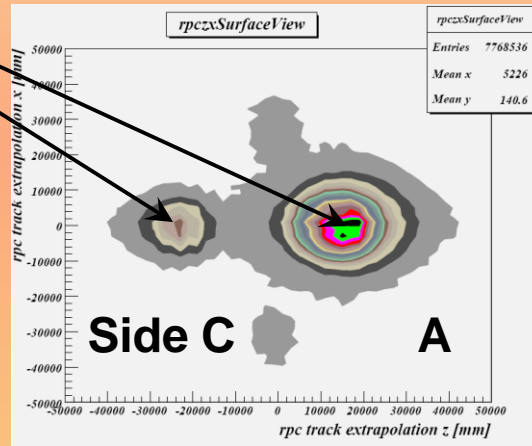 rpczxSurfaceView
rpczxSurfaceView
Entries 7768536
Mean x 5226
Mean y 140.6
rpc track extrapolation x [mm]
50000
40000
30000
20000
10000
0
-10000
-20000
-30000
-40000
-50000
Side C A
-50000 -40000 -30000 -20000 -10000 0 10000 20000 30000 40000 50000
rpc track extrapolation z [mm]